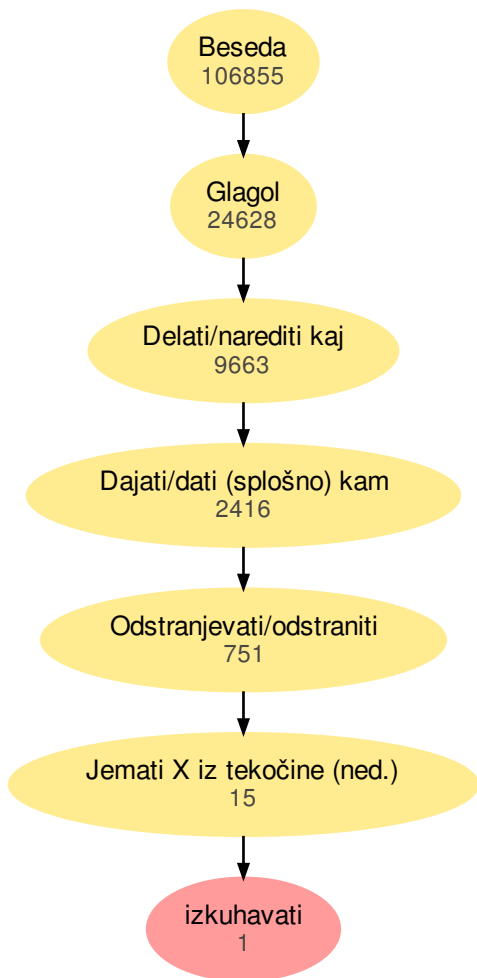 Beseda
106855
Glagol
24628
Delati/narediti kaj
9663
Dajati/dati (splošno) kam
2416
Odstranjevati/odstraniti
751
Jemati X iz tekočine (ned.)
15
izkuhavati
1